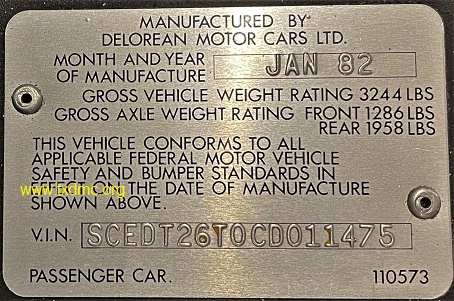 MANUFACTURED BY
DELOREAN MOTOR CARS LTD.
MONTH AND YEAR
OF MANUFACTURE JAN 82
GROSS VEHICLE WEIGHT RATING 3244 LBS
GROSS AXLE WEIGHT RATING FRONT 1286 LBS
REAR 1958 LBS
THIS VEHICLE CONFORMS TO ALL
APPLICABLE FEDERAL MOTOR VEHICLE
SAFETY AND BUMPER STANDARDS IN
www.txdmc.org
THE DATE OF MANUFACTURE
SHOWN ABOVE.
V.I.N. SCEDT26T0CD011475
PASSENGER CAR. 110573